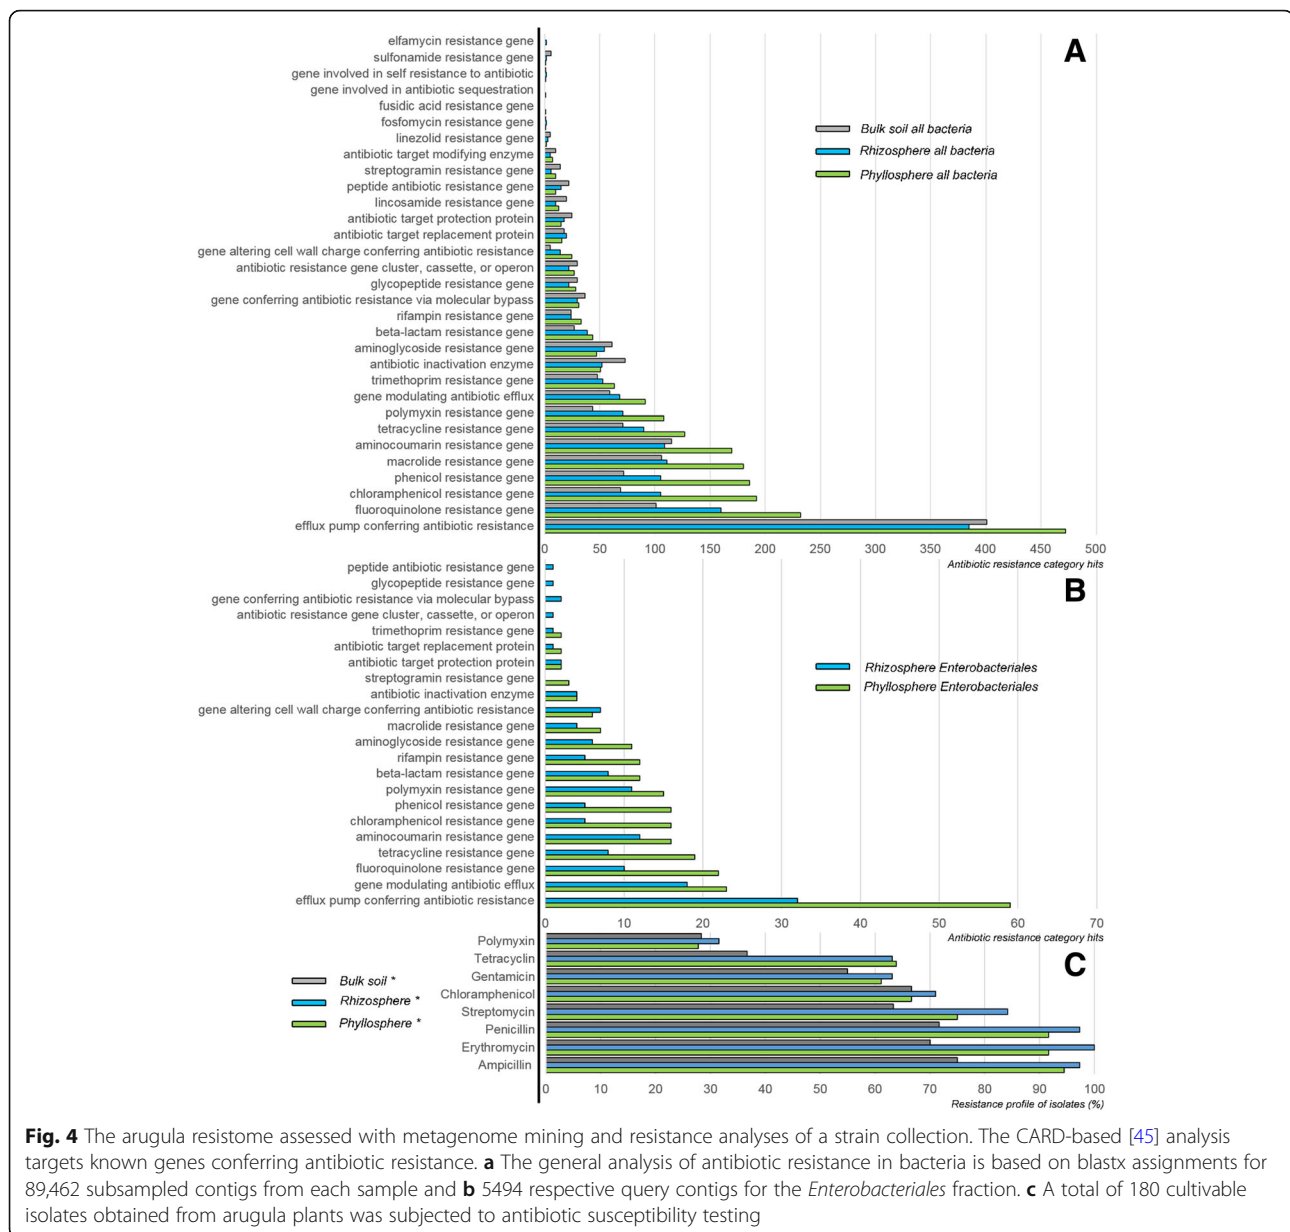 A
elfamycin resistance gene
sulfonamide resistance gene
gene involved in self resistance to antibiotic
gene involved in antibiotic sequestration
fusidic acid resistance gene
fosfomycin resistance gene
linezolid resistance gene
antibiotic target modifying enzyme
streptogramin resistance gene
peptide antibiotic resistance gene
lincosamide resistance gene
antibiotic target protection protein
antibiotic target replacement protein
gene altering cell wall charge conferring antibiotic resistance
antibiotic resistance gene cluster, cassette, or operon
glycopeptide resistance gene
gene conferring antibiotic resistance via molecular bypass
rifampin resistance gene
beta-lactam resistance gene
aminoglycoside resistance gene
antibiotic inactivation enzyme
trimethoprim resistance gene
gene modulating antibiotic efflux
polymyxin resistance gene
tetracycline resistance gene
aminocoumarin resistance gene
macrolide resistance gene
phenicol resistance gene
chloramphenicol resistance gene
fluoroquinolone resistance gene
efflux pump conferring antibiotic resistance
Bulk soil all bacteria
Rhizosphere all bacteria
Phyllosphere all bacteria
0 50 100 150 200 250 300 350 400 450 500
Antibiotic resistance category hits
B
peptide antibiotic resistance gene
glycopeptide resistance gene
gene conferring antibiotic resistance via molecular bypass
antibiotic resistance gene cluster, cassette, or operon
trimethoprim resistance gene
antibiotic target replacement protein
antibiotic target protection protein
streptogramin resistance gene
antibiotic inactivation enzyme
gene altering cell wall charge conferring antibiotic resistance
macrolide resistance gene
aminoglycoside resistance gene
rifampin resistance gene
beta-lactam resistance gene
polymyxin resistance gene
phenicol resistance gene
chloramphenicol resistance gene
aminocoumarin resistance gene
tetracycline resistance gene
fluoroquinolone resistance gene
gene modulating antibiotic efflux
efflux pump conferring antibiotic resistance
Rhizosphere Enterobacteriales
Phyllosphere Enterobacteriales
0 10 20 30 40 50 60 70
Antibiotic resistance category hits
C
Polymyxin
Tetracyclin
Gentamicin
Chloramphenicol
Streptomycin
Penicillin
Erythromycin
Ampicillin
Bulk soil *
Rhizosphere *
Phyllosphere *
0 10 20 30 40 50 60 70 80 90 100
Resistance profile of isolates (%)
Fig. 4 The arugula resistome assessed with metagenome mining and resistance analyses of a strain collection. The CARD-based [45] analysis
targets known genes conferring antibiotic resistance. a The general analysis of antibiotic resistance in bacteria is based on blastx assignments for
89,462 subsampled contigs from each sample and b 5494 respective query contigs for the Enterobacteriales fraction. c A total of 180 cultivable
isolates obtained from arugula plants was subjected to antibiotic susceptibility testing